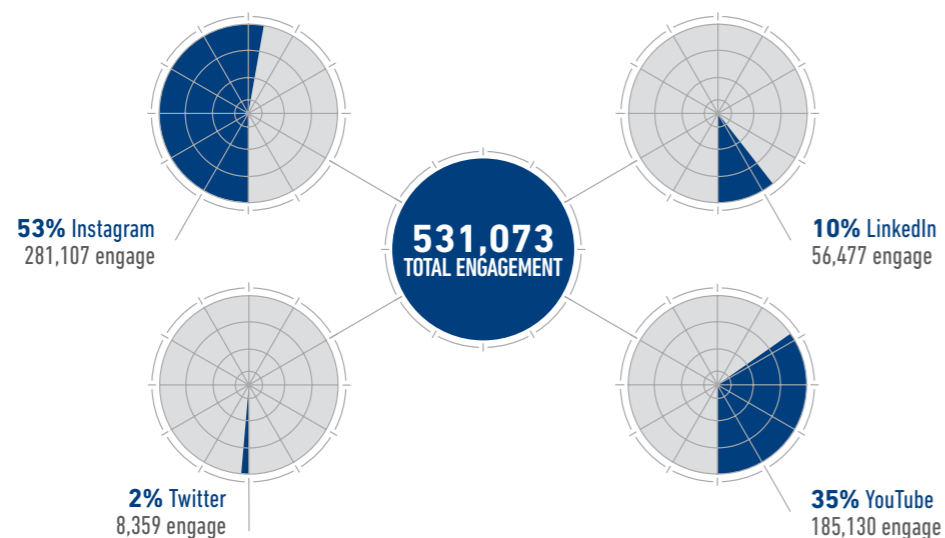 53% Instagram
281,107 engage
10% LinkedIn
56,477 engage
531,073
TOTAL ENGAGEMENT
2% Twitter
8,359 engage
35% YouTube
185,130 engage